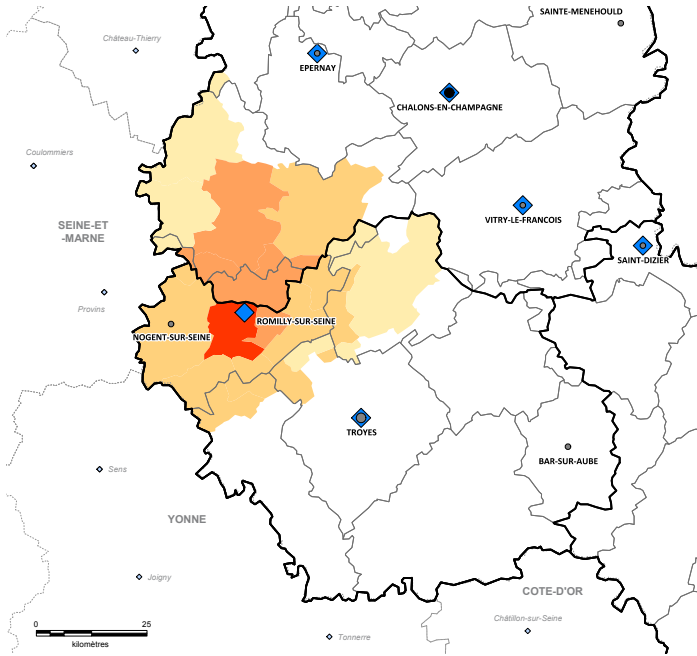 SAINTE-MENEHOULD
Château-Thierry
EPERNAY
CHALONS-EN-CHAMPAGNE
Coulommiers
VITRY-LE-FRANCOIS
SEINE-ET
-MARNE
SAINT-DIZIER
Provins
ROMILLY-SUR-SEINE
NOGENT-SUR-SEINE
TROYES
BAR-SUR-AUBE
Sens
YONNE
Joigny
COTE-D'OR
Châtillon-sur-Seine
0 25
kilomètres
Tonnerre